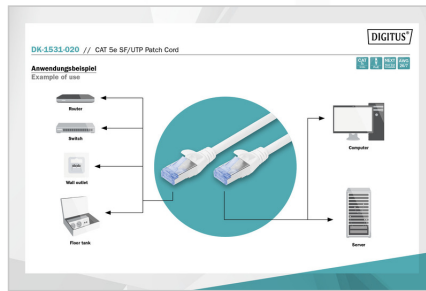 DIGITUS®
DK-1531-020 // CAT 5e SF/UTP Patch Cord
Anwendungsbeispiel
Example of use
Router
Switch
Wall outlet
Floor tank
Computer
Server